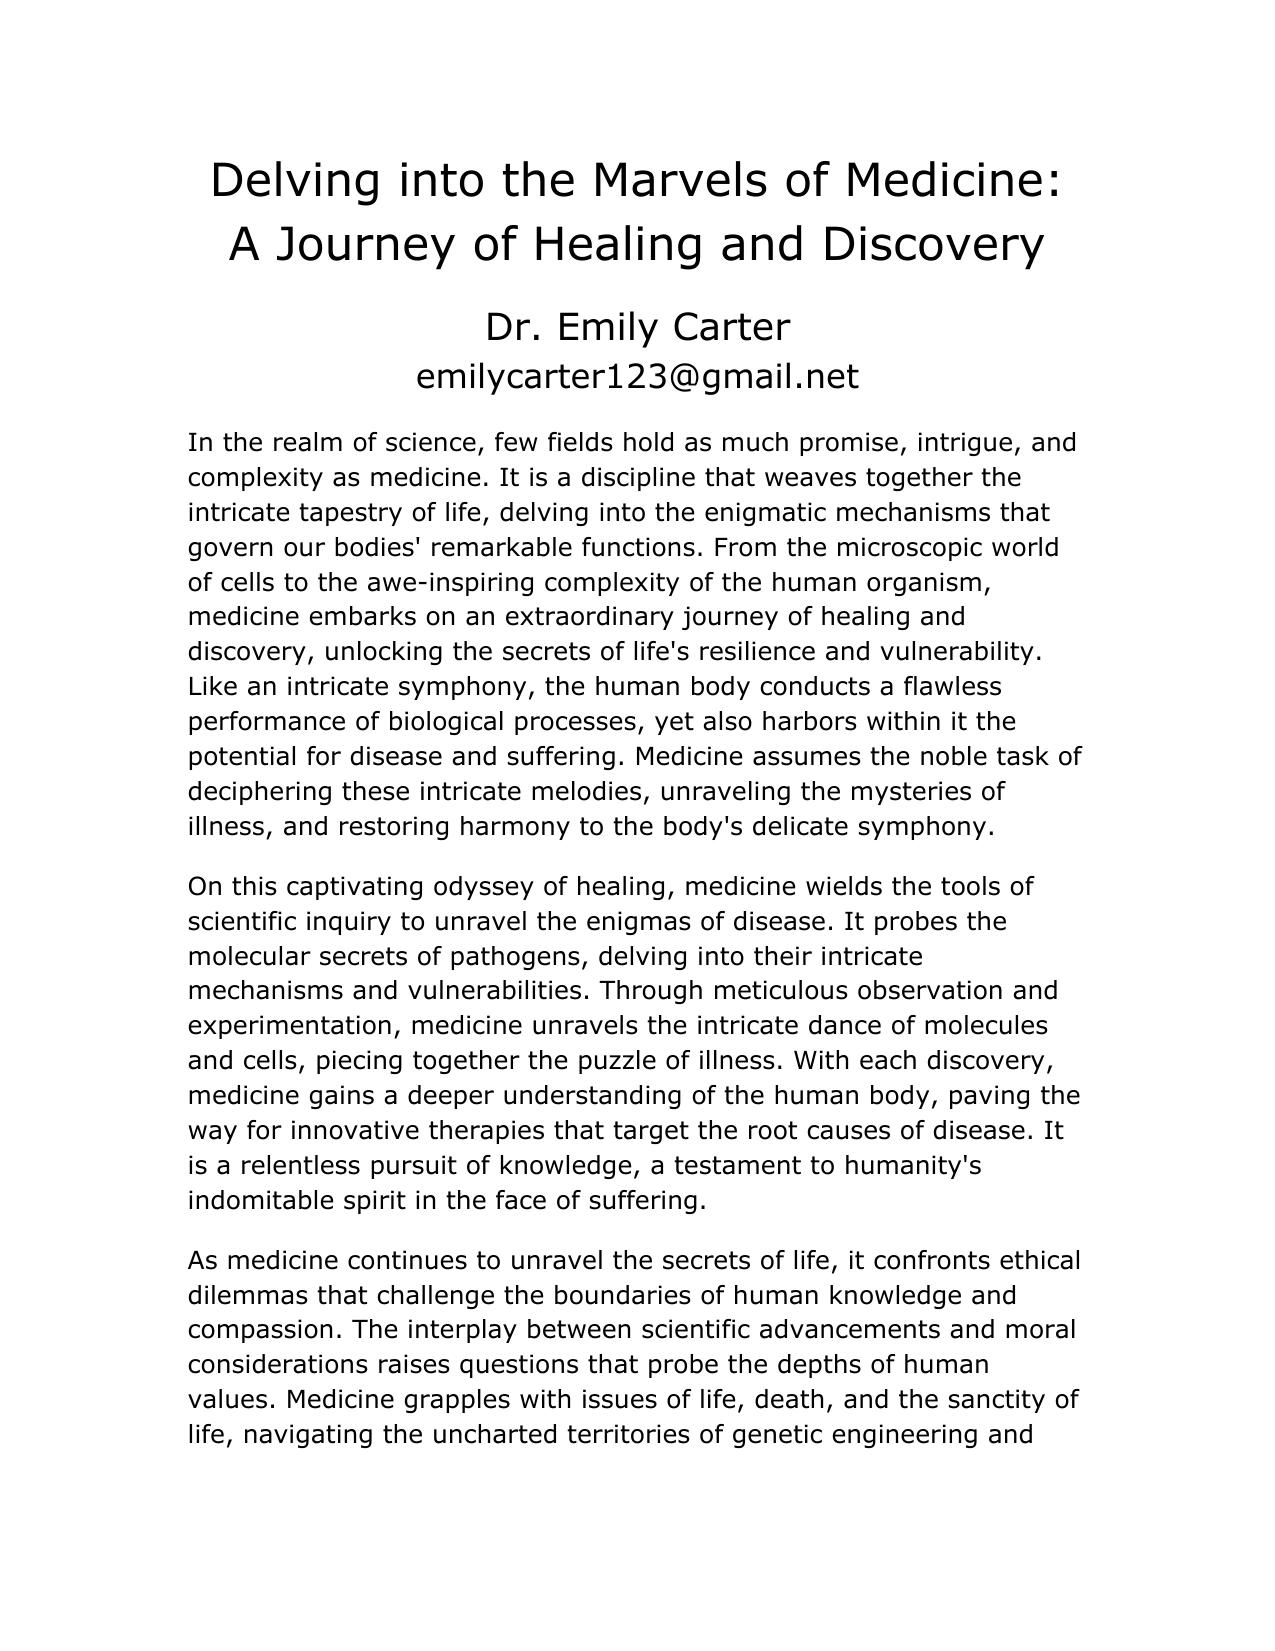 Delving into the Marvels of Medicine:
A Journey of Healing and Discovery
Dr. Emily Carter
emilycarter123@gmail.net
In the realm of science, few fields hold as much promise, intrigue, and
complexity as medicine. It is a discipline that weaves together the
intricate tapestry of life, delving into the enigmatic mechanisms that
govern our bodies' remarkable functions. From the microscopic world
of cells to the awe-inspiring complexity of the human organism,
medicine embarks on an extraordinary journey of healing and
discovery, unlocking the secrets of life's resilience and vulnerability.
Like an intricate symphony, the human body conducts a flawless
performance of biological processes, yet also harbors within it the
potential for disease and suffering. Medicine assumes the noble task of
deciphering these intricate melodies, unraveling the mysteries of
illness, and restoring harmony to the body's delicate symphony.
On this captivating odyssey of healing, medicine wields the tools of
scientific inquiry to unravel the enigmas of disease. It probes the
molecular secrets of pathogens, delving into their intricate
mechanisms and vulnerabilities. Through meticulous observation and
experimentation, medicine unravels the intricate dance of molecules
and cells, piecing together the puzzle of illness. With each discovery,
medicine gains a deeper understanding of the human body, paving the
way for innovative therapies that target the root causes of disease. It
is a relentless pursuit of knowledge, a testament to humanity's
indomitable spirit in the face of suffering.
As medicine continues to unravel the secrets of life, it confronts ethical
dilemmas that challenge the boundaries of human knowledge and
compassion. The interplay between scientific advancements and moral
considerations raises questions that probe the depths of human
values. Medicine grapples with issues of life, death, and the sanctity of
life, navigating the uncharted territories of genetic engineering and